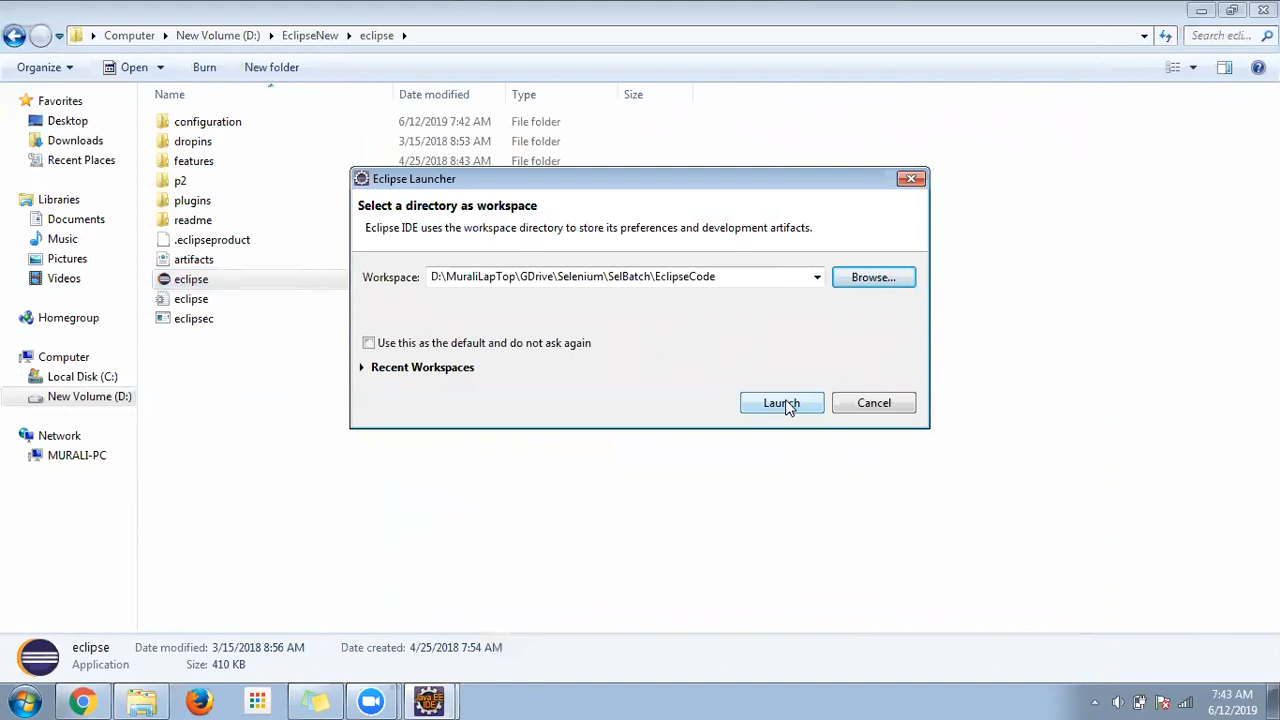 Computer New Volume (D:) EclipseNew eclipse Search ecli...
Organize Open Burn New folder
Name Date modified Type Size
Favorites
Desktop
Downloads
Recent Places
Libraries
Documents
Music
Pictures
Videos
Homegroup
Computer
Local Disk (C:)
New Volume (D:)
Network
MURALI-PC
configuration 6/12/2019 7:42 AM File folder
dropins 3/15/2018 8:53 AM File folder
features 4/25/2018 8:43 AM File folder
p2
plugins
readme
.eclipseproduct
artifacts
eclipse
eclipse
eclipsec
Eclipse Launcher
Select a directory as workspace
Eclipse IDE uses the workspace directory to store its preferences and development artifacts.
Workspace: D:\MuraliLapTop\GDrive\Selenium\SelBatch\EclipseCode Browse...
Use this as the default and do not ask again
Recent Workspaces
Launch Cancel
eclipse Date modified: 3/15/2018 8:56 AM Date created: 4/25/2018 7:54 AM
Application Size: 410 KB
Java EE
IDE
7:43 AM
6/12/2019